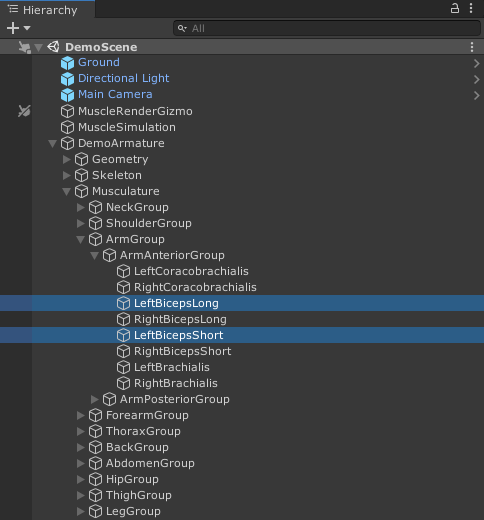 Hierarchy
All
DemoScene
Ground
Directional Light
Main Camera
MuscleRenderGizmo
MuscleSimulation
DemoArmature
Geometry
Skeleton
Musculature
NeckGroup
ShoulderGroup
ArmGroup
ArmAnteriorGroup
LeftCoracobrachialis
RightCoracobrachialis
LeftBicepsLong
RightBicepsLong
LeftBicepsShort
RightBicepsShort
LeftBrachialis
RightBrachialis
ArmPosteriorGroup
ForearmGroup
ThoraxGroup
BackGroup
AbdomenGroup
HipGroup
ThighGroup
LegGroup